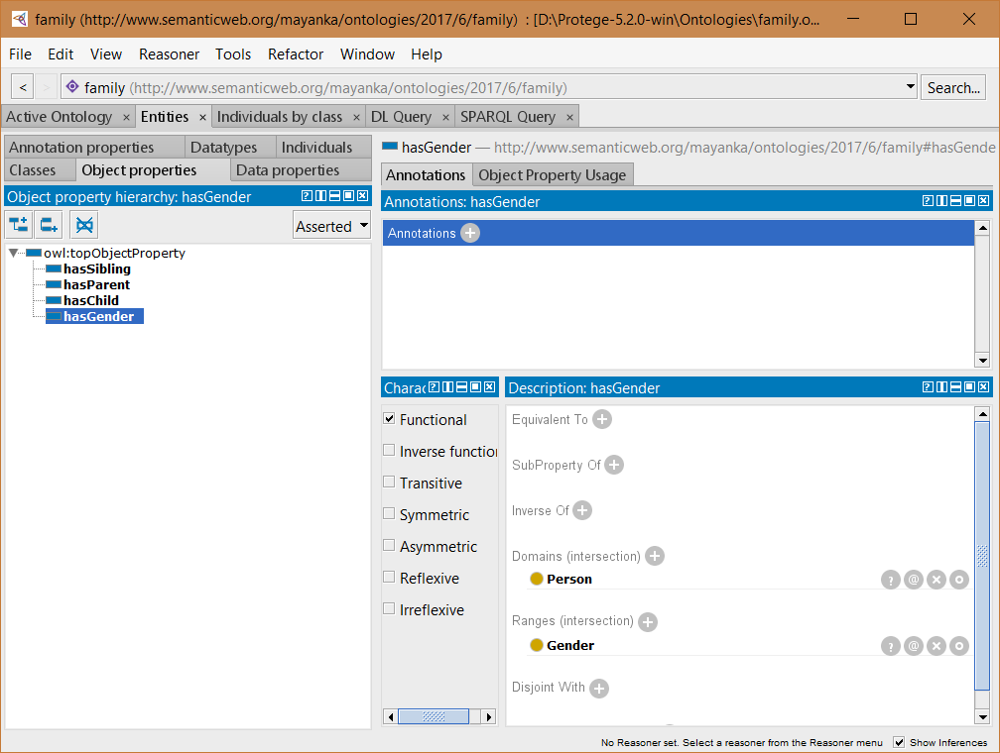 family (http://www.semanticweb.org/mayanka/ontologies/2017/6/family) : [D:\Protege-5.2.0-win\Ontologies\family.o...
File Edit View Reasoner Tools Refactor Window Help
< > family (http://www.semanticweb.org/mayanka/ontologies/2017/6/family) Search...
Active Ontology × Entities × Individuals by class × DL Query × SPARQL Query ×
Annotation properties Datatypes Individuals
Classes Object properties Data properties
Object property hierarchy: hasGender
Asserted
owl:topObjectProperty
hasSibling
hasParent
hasChild
hasGender
hasGender — http://www.semanticweb.org/mayanka/ontologies/2017/6/family#hasGende
Annotations Object Property Usage
Annotations: hasGender
Annotations +
Charac
Functional
Inverse function
Transitive
Symmetric
Asymmetric
Reflexive
Irreflexive
Description: hasGender
Equivalent To +
SubProperty Of +
Inverse Of +
Domains (intersection) +
Person ? @ × o
Ranges (intersection) +
Gender ? @ × o
Disjoint With +
No Reasoner set. Select a reasoner from the Reasoner menu Show Inferences